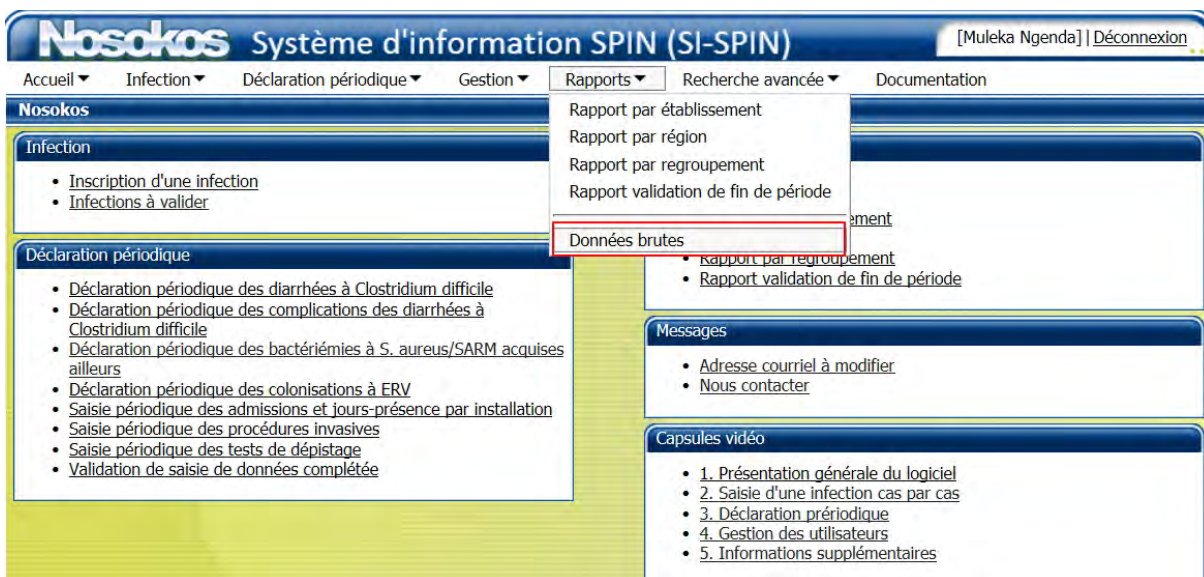 Nosokos Système d'information SPIN (SI-SPIN)
[Muleka Ngenda] | Déconnexion
Accueil Infection Déclaration périodique Gestion Rapports Recherche avancée Documentation
Nosokos
Rapport par établissement
Rapport par région
Rapport par regroupement
Rapport validation de fin de période
Données brutes
Infection
• Inscription d'une infection
• Infections à valider
Déclaration périodique
• Déclaration périodique des diarrhées à Clostridium difficile
• Déclaration périodique des complications des diarrhées à
Clostridium difficile
• Déclaration périodique des bactériémies à S. aureus/SARM acquises
ailleurs
• Déclaration périodique des colonisations à ERV
• Saisie périodique des admissions et jours-présence par installation
• Saisie périodique des procédures invasives
• Saisie périodique des tests de dépistage
• Validation de saisie de données complétée
ement
• Rapport par regroupement
• Rapport validation de fin de période
Messages
• Adresse courriel à modifier
• Nous contacter
Capsules vidéo
• 1. Présentation générale du logiciel
• 2. Saisie d'une infection cas par cas
• 3. Déclaration prériodique
• 4. Gestion des utilisateurs
• 5. Informations supplémentaires